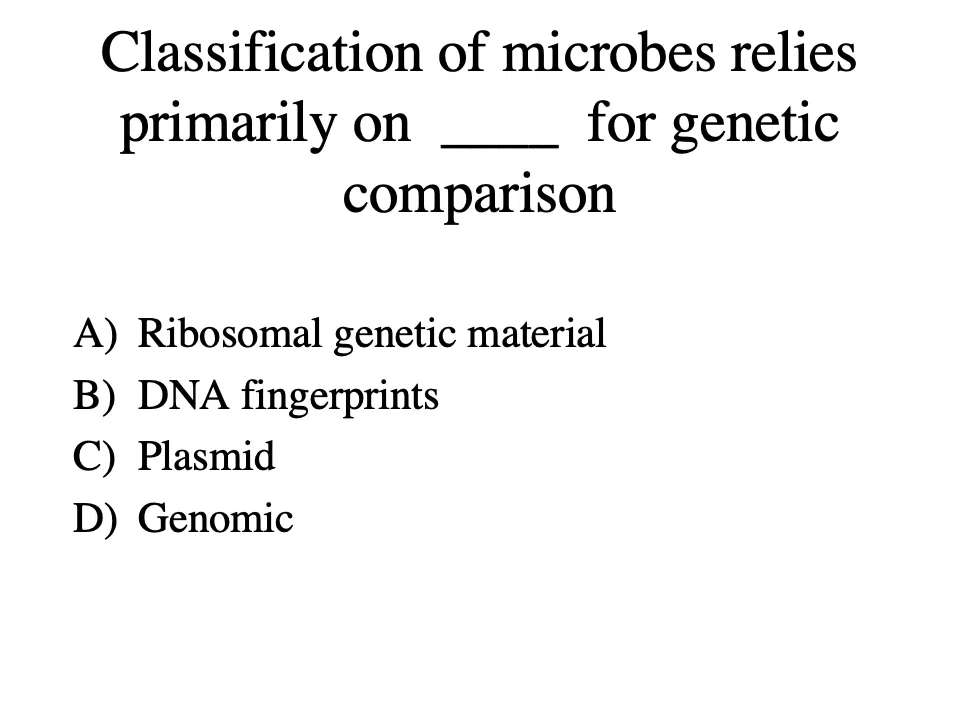 Classification of microbes relies
primarily on ____ for genetic
comparison
A) Ribosomal genetic material
B) DNA fingerprints
C) Plasmid
D) Genomic